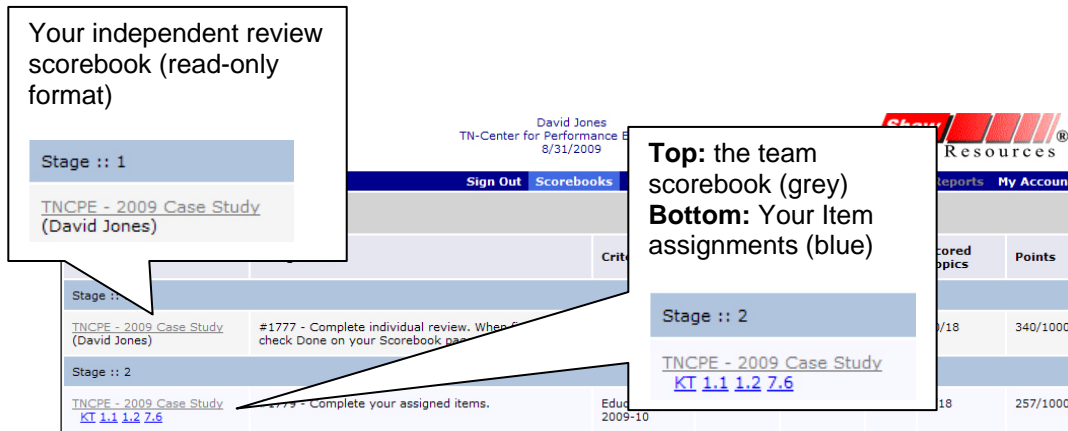 Your independent review
scorebook (read-only
format)
Stage :: 1
TNCPE - 2009 Case Study
(David Jones)
David Jones
TN-Center for Performance E
8/31/2009
Resources
®
Top: the team
scorebook (grey)
Bottom: Your Item
assignments (blue)
Stage :: 2
TNCPE - 2009 Case Study
KT 1.1 1.2 7.6
Sign Out Scorebooks Reports My Accoun
Crite cored
opics Points
Stage ::
TNCPE - 2009 Case Study
(David Jones)
#1777 - Complete individual review. When f
check Done on your Scorebook pa
0/18 340/1000
Stage :: 2
TNCPE - 2009 Case Study
KT 1.1 1.2 7.6
#1779 - Complete your assigned items.
Educ
2009-10
18 257/1000